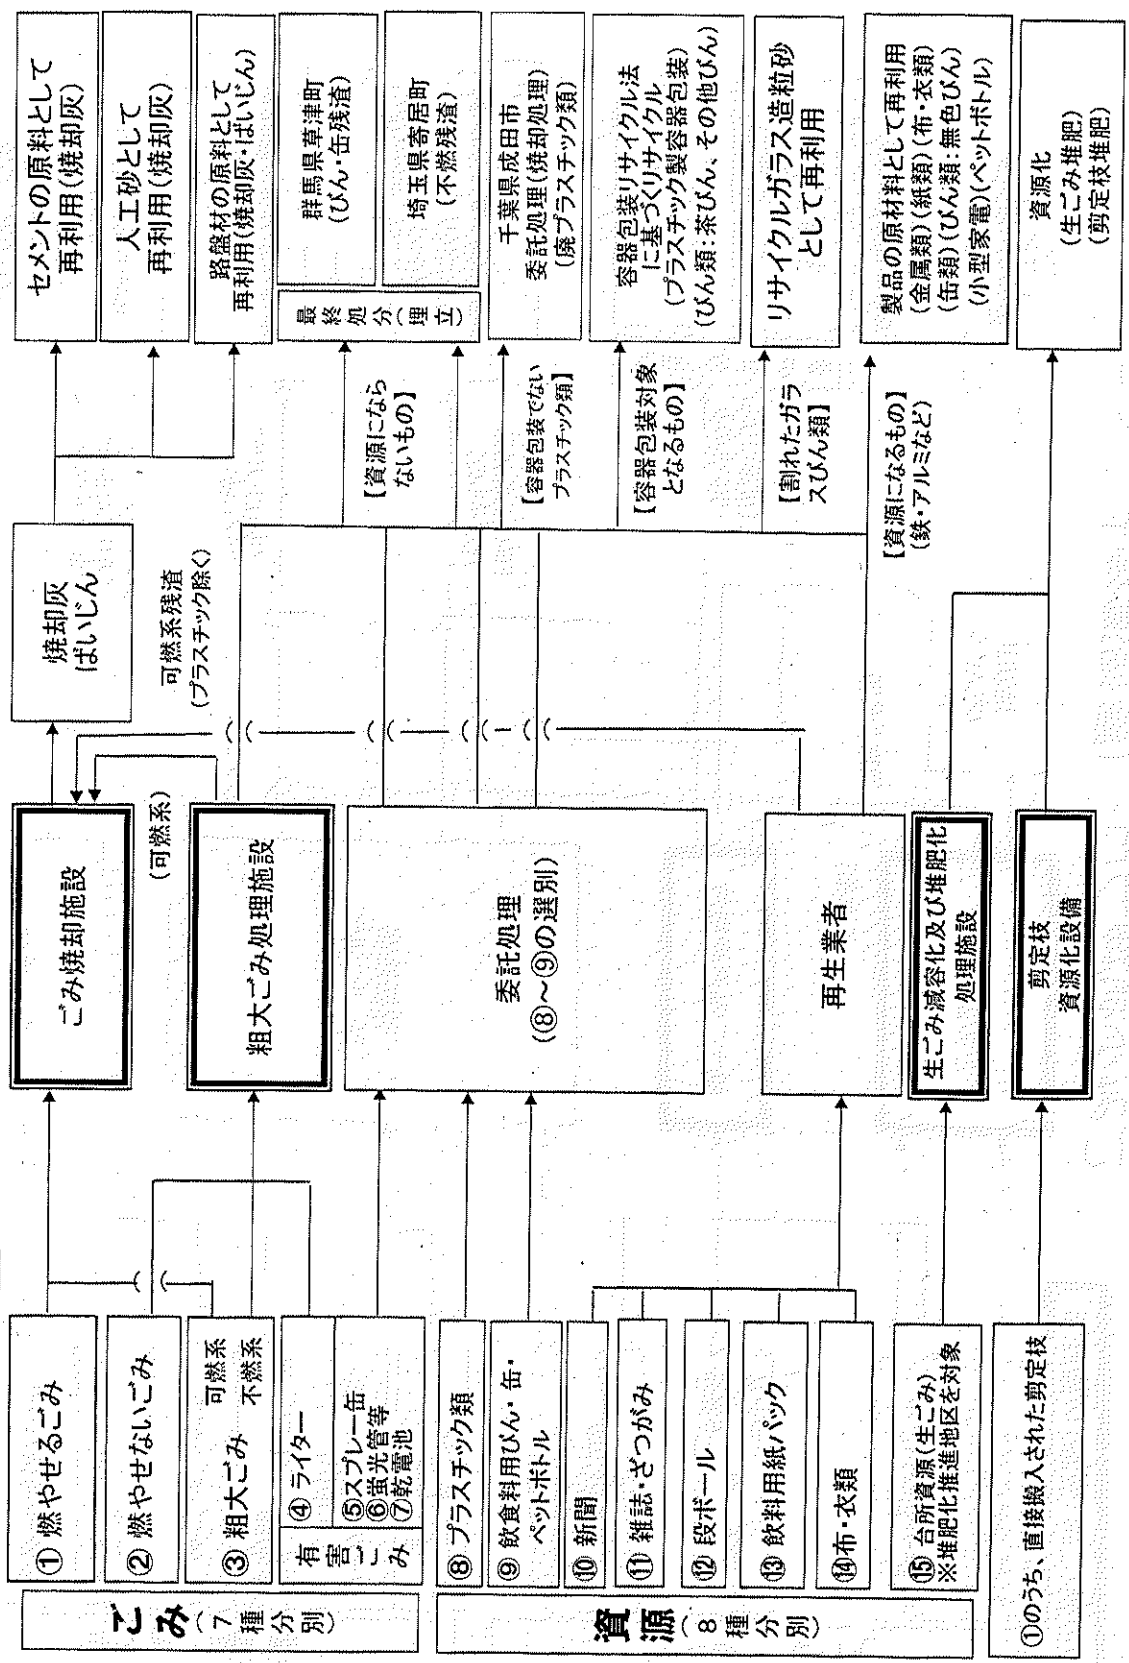 ごみ(7種分別)
① 燃やせるごみ
② 燃やせないごみ
③ 粗大ごみ
可燃系
不燃系
有害ごみ
④ ライター
⑤スプレー缶
⑥蛍光管等
⑦乾電池
資源(8種分別)
⑧ プラスチック類
⑨ 飲食料用びん・缶・
ペットボトル
⑩ 新聞
⑪ 雑誌・ざつがみ
⑫ 段ボール
⑬ 飲料用紙パック
⑭布・衣類
⑮ 台所資源(生ごみ)
※堆肥化推進地区を対象
①のうち、直接搬入された剪定枝
ごみ焼却施設
(可燃系)
粗大ごみ処理施設
委託処理
(⑧～⑨の選別)
再生業者
生ごみ減容化及び堆肥化
処理施設
剪定枝
資源化設備
焼却灰
ばいじん
可燃系残渣
(プラスチック除く)
【資源になら
ないもの】
【容器包装でない
プラスチック類】
【容器包装対象
となるもの】
【割れたガラ
スびん類】
【資源になるもの】
(鉄・アルミなど)
セメントの原料として
再利用(焼却灰)
人工砂として
再利用(焼却灰)
路盤材の原料として
再利用(焼却灰・ばいじん)
最終処分(埋立)
群馬県草津町
(びん・缶残渣)
埼玉県寄居町
(不燃残渣)
千葉県成田市
委託処理(焼却処理)
(廃プラスチック類)
容器包装リサイクル法
に基づくリサイクル
(プラスチック製容器包装)
(びん類:茶びん、その他びん)
リサイクルガラス造粒砂
として再利用
製品の原材料として再利用
(金属類)(紙類)(布・衣類)
(缶類)(びん類:無色びん)
(小型家電)(ペットボトル)
資源化
(生ごみ堆肥)
(剪定枝堆肥)